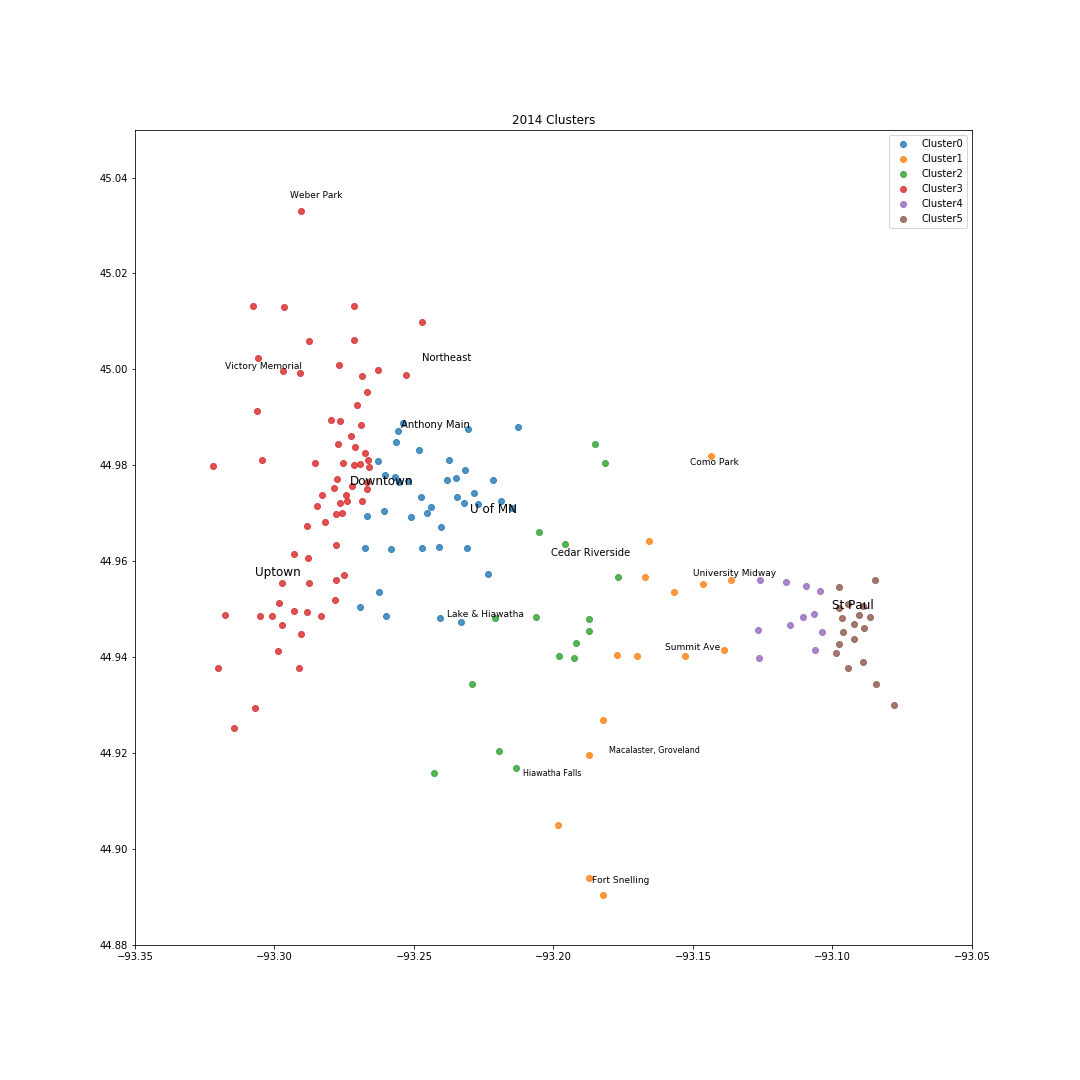 2014 Clusters
Cluster0
Cluster1
Cluster2
Cluster3
Cluster4
Cluster5
45.04
45.02
45.00
44.98
44.96
44.94
44.92
44.90
44.88
Weber Park
Northeast
Victory Memorial
Anthony Main
Como Park
Downtown
U of MN
Cedar Riverside
Uptown
University Midway
St Paul
Lake & Hiawatha
Summit Ave
Macalaster, Groveland
Hiawatha Falls
Fort Snelling
−93.35
−93.30
−93.25
−93.20
−93.15
−93.10
−93.05